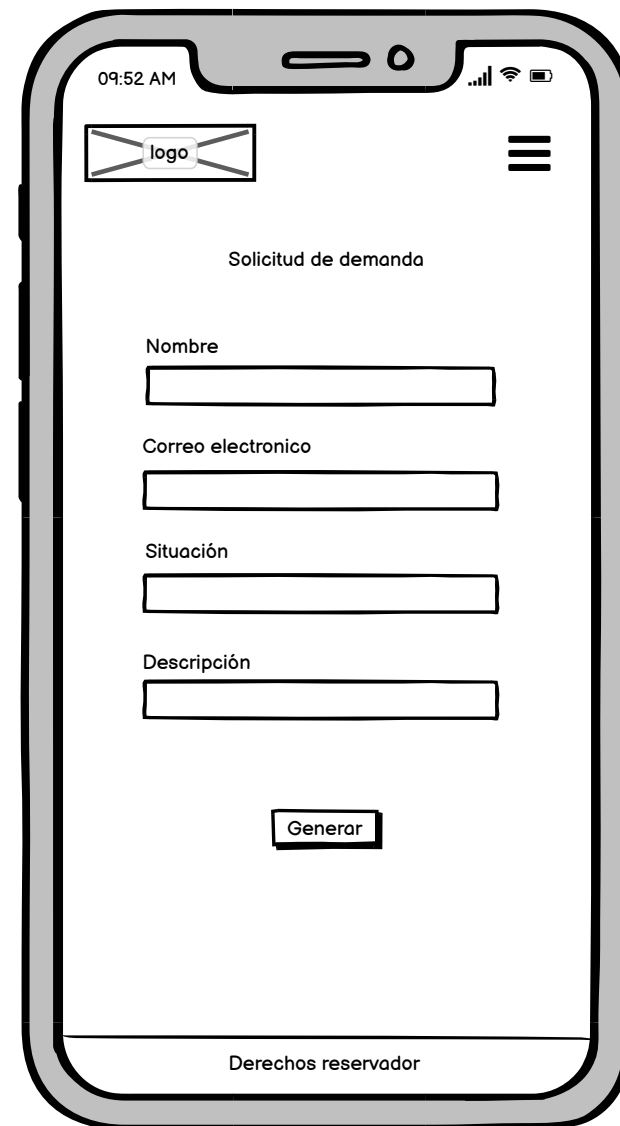 09:52 AM
logo
Solicitud de demanda
Nombre
Correo electronico
Situación
Descripción
Generar
Derechos reservador